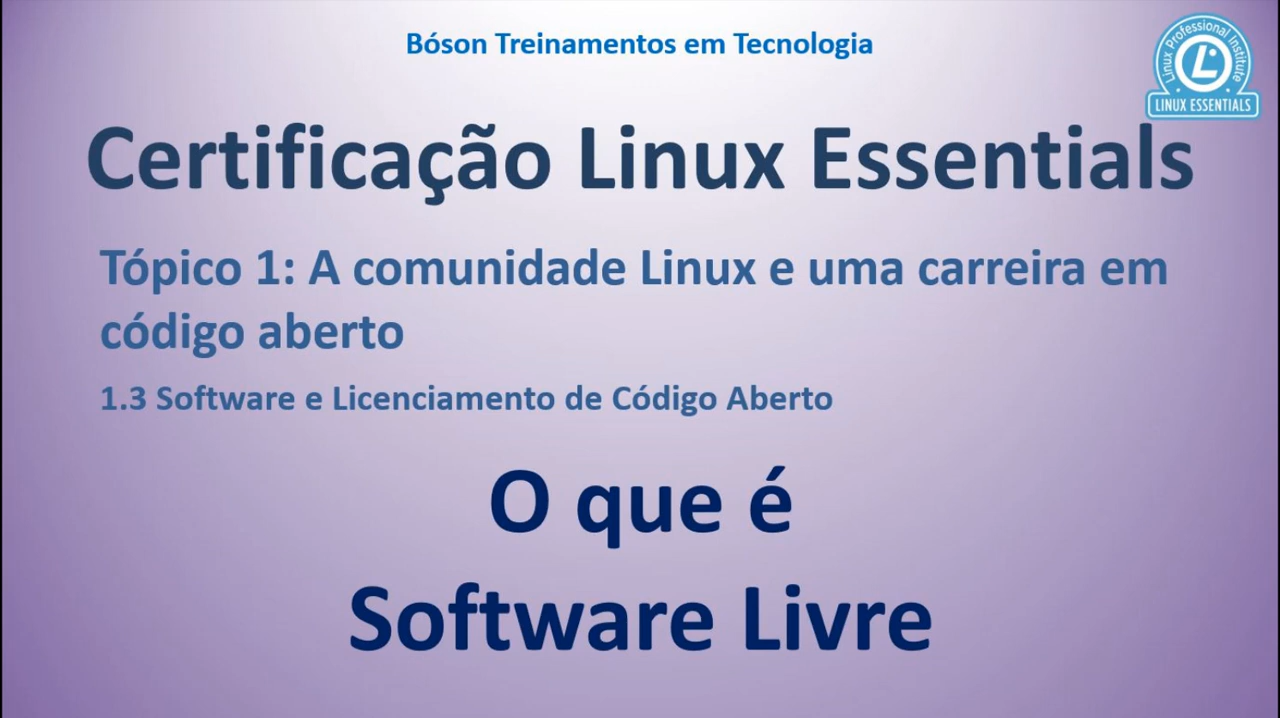 Bóson Treinamentos em Tecnologia
Linux Professional Institute
LINUX ESSENTIALS
Certificação Linux Essentials
Tópico 1: A comunidade Linux e uma carreira em
código aberto
1.3 Software e Licenciamento de Código Aberto
O que é
Software Livre